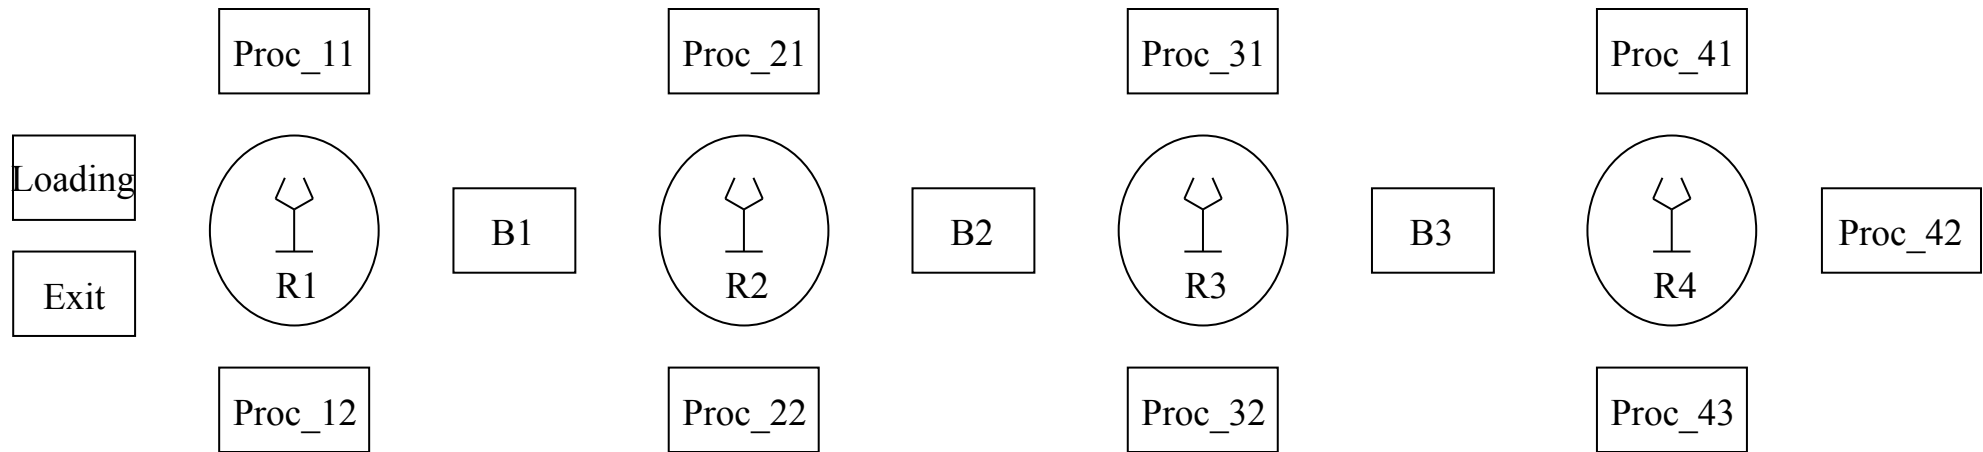 Proc_11
Proc_21
Proc_31
Proc_41
Loading
Exit
R1
B1
R2
B2
R3
B3
R4
Proc_42
Proc_12
Proc_22
Proc_32
Proc_43